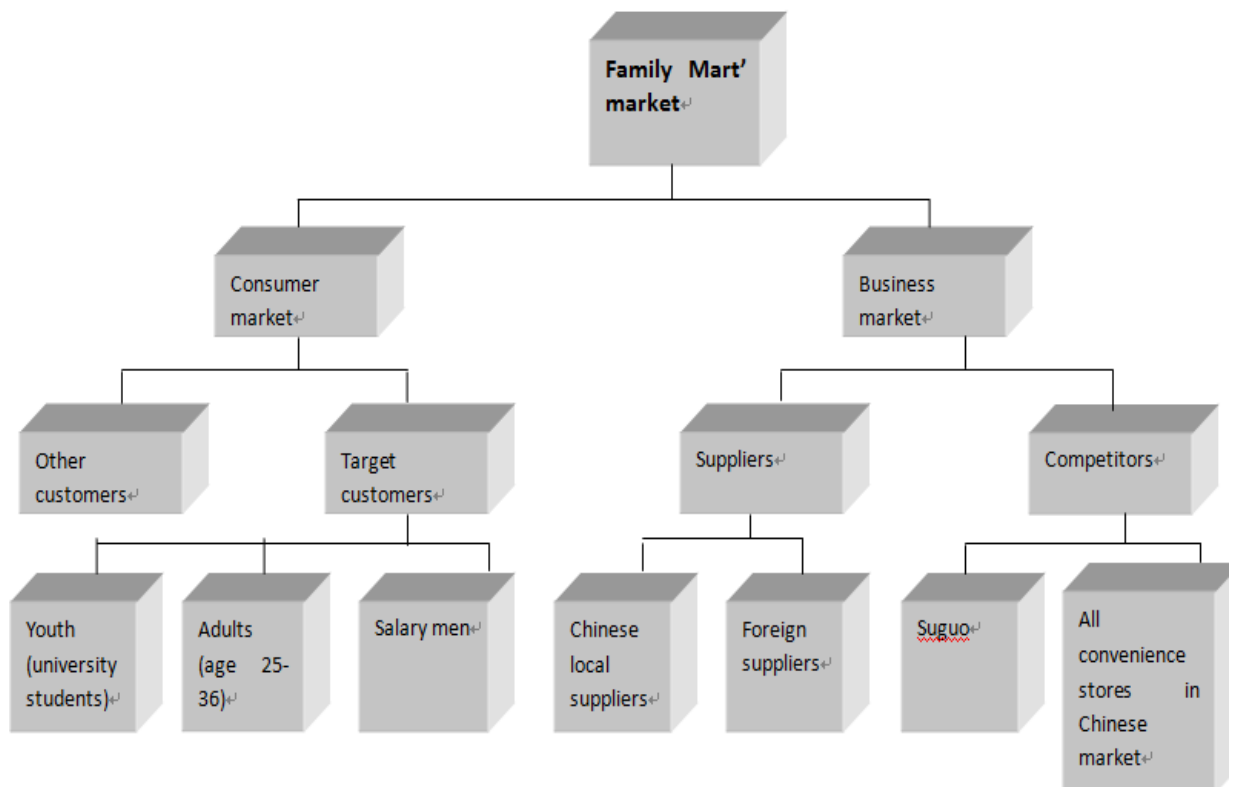 Family Mart’
market
Consumer
market
Business
market
Other
customers
Target
customers
Suppliers
Competitors
Youth
(university
students)
Adults
(age 25-
36)
Salary men
Chinese
local
suppliers
Foreign
suppliers
Suguo
All
convenience
stores in
Chinese
market